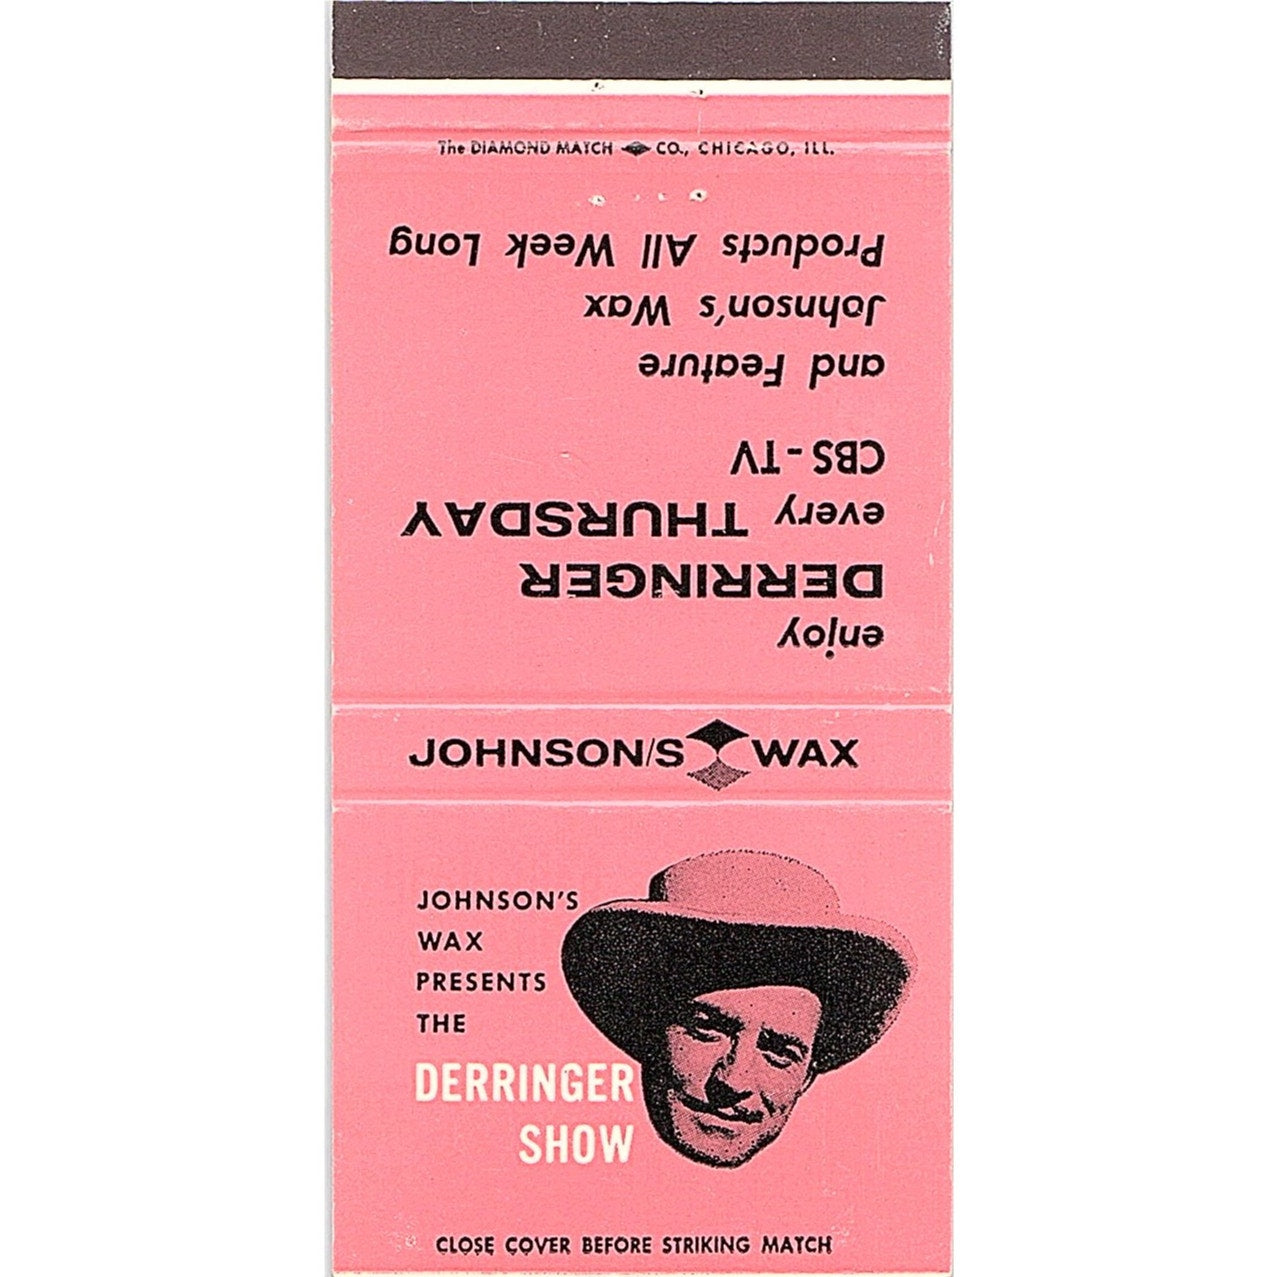 The DIAMOND MATCH CO., CHICAGO, ILL.
enjoy
DERRINGER
every THURSDAY
CBS-TV
and Feature
Johnson's Wax
Products All Week Long
JOHNSON/S WAX
JOHNSON'S
WAX
PRESENTS
THE
DERRINGER
SHOW
CLOSE COVER BEFORE STRIKING MATCH